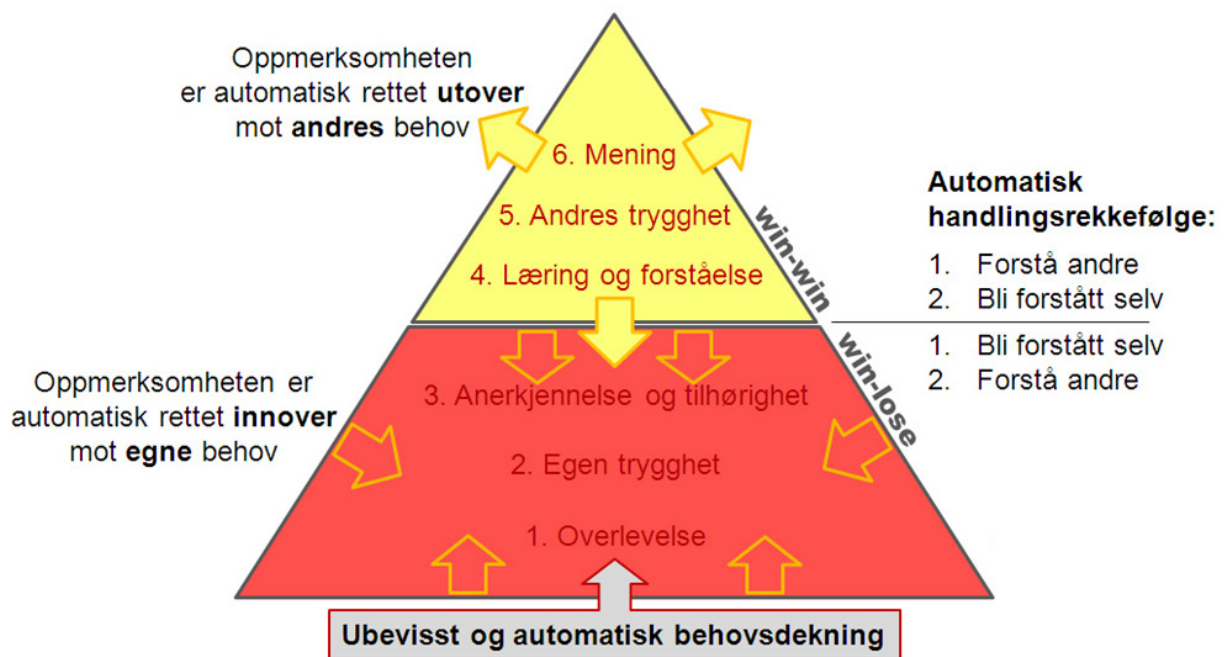 Oppmerksomheten
er automatisk rettet utover
mot andres behov
6. Mening
5. Andres trygghet
4. Læring og forståelse
win-win
Automatisk
handlingsrekkefølge:
1. Forstå andre
2. Bli forstått selv
1. Bli forstått selv
2. Forstå andre
win-lose
Oppmerksomheten er
automatisk rettet innover
mot egne behov
3. Anerkjennelse og tilhørighet
2. Egen trygghet
1. Overlevelse
Ubevisst og automatisk behovsdekning